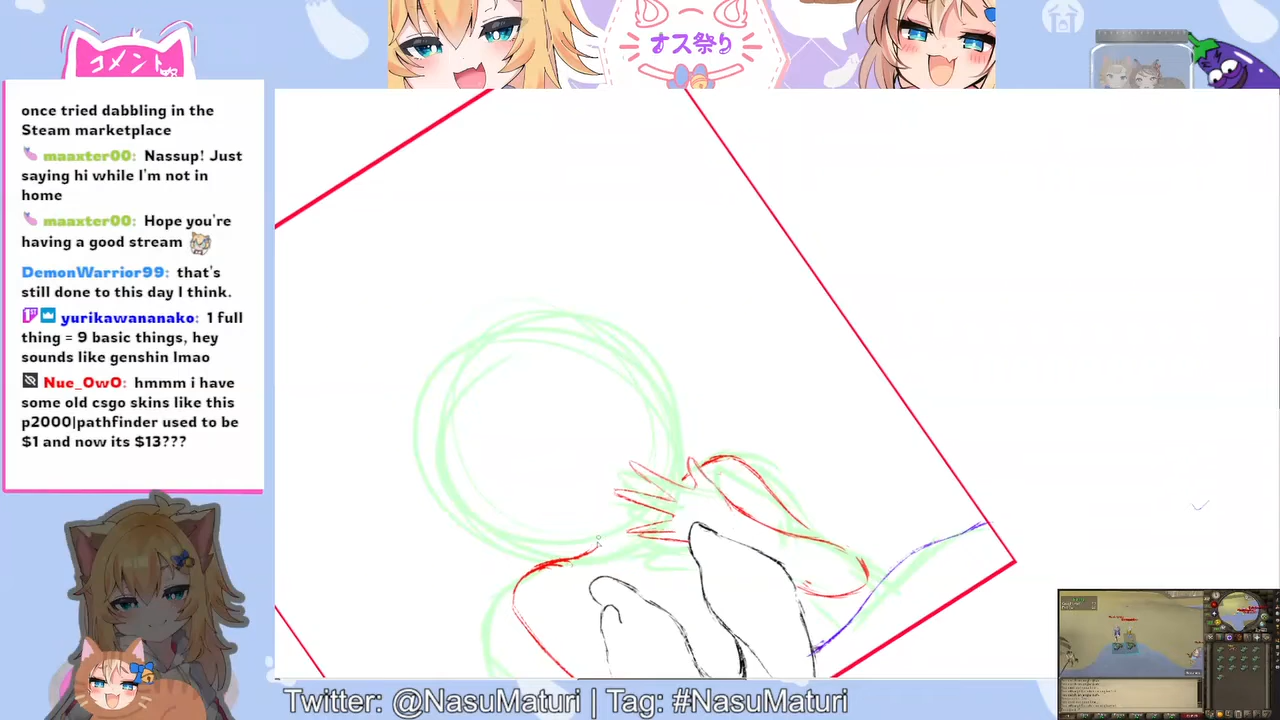 オス祭り
コメント
once tried dabbling in the
Steam marketplace
maaxter00: Nassup! Just
saying hi while I'm not in
home
maaxter00: Hope you're
having a good stream
DemonWarrior99: that's
still done to this day I think.
yurikawananako: 1 full
thing = 9 basic things, hey
sounds like genshin lmao
Nue_OwO: hmmm i have
some old csgo skins like this
p2000|pathfinder used to be
$1 and now its $13???
Twitter @NasuMaturi | Tag: #NasuMaturi